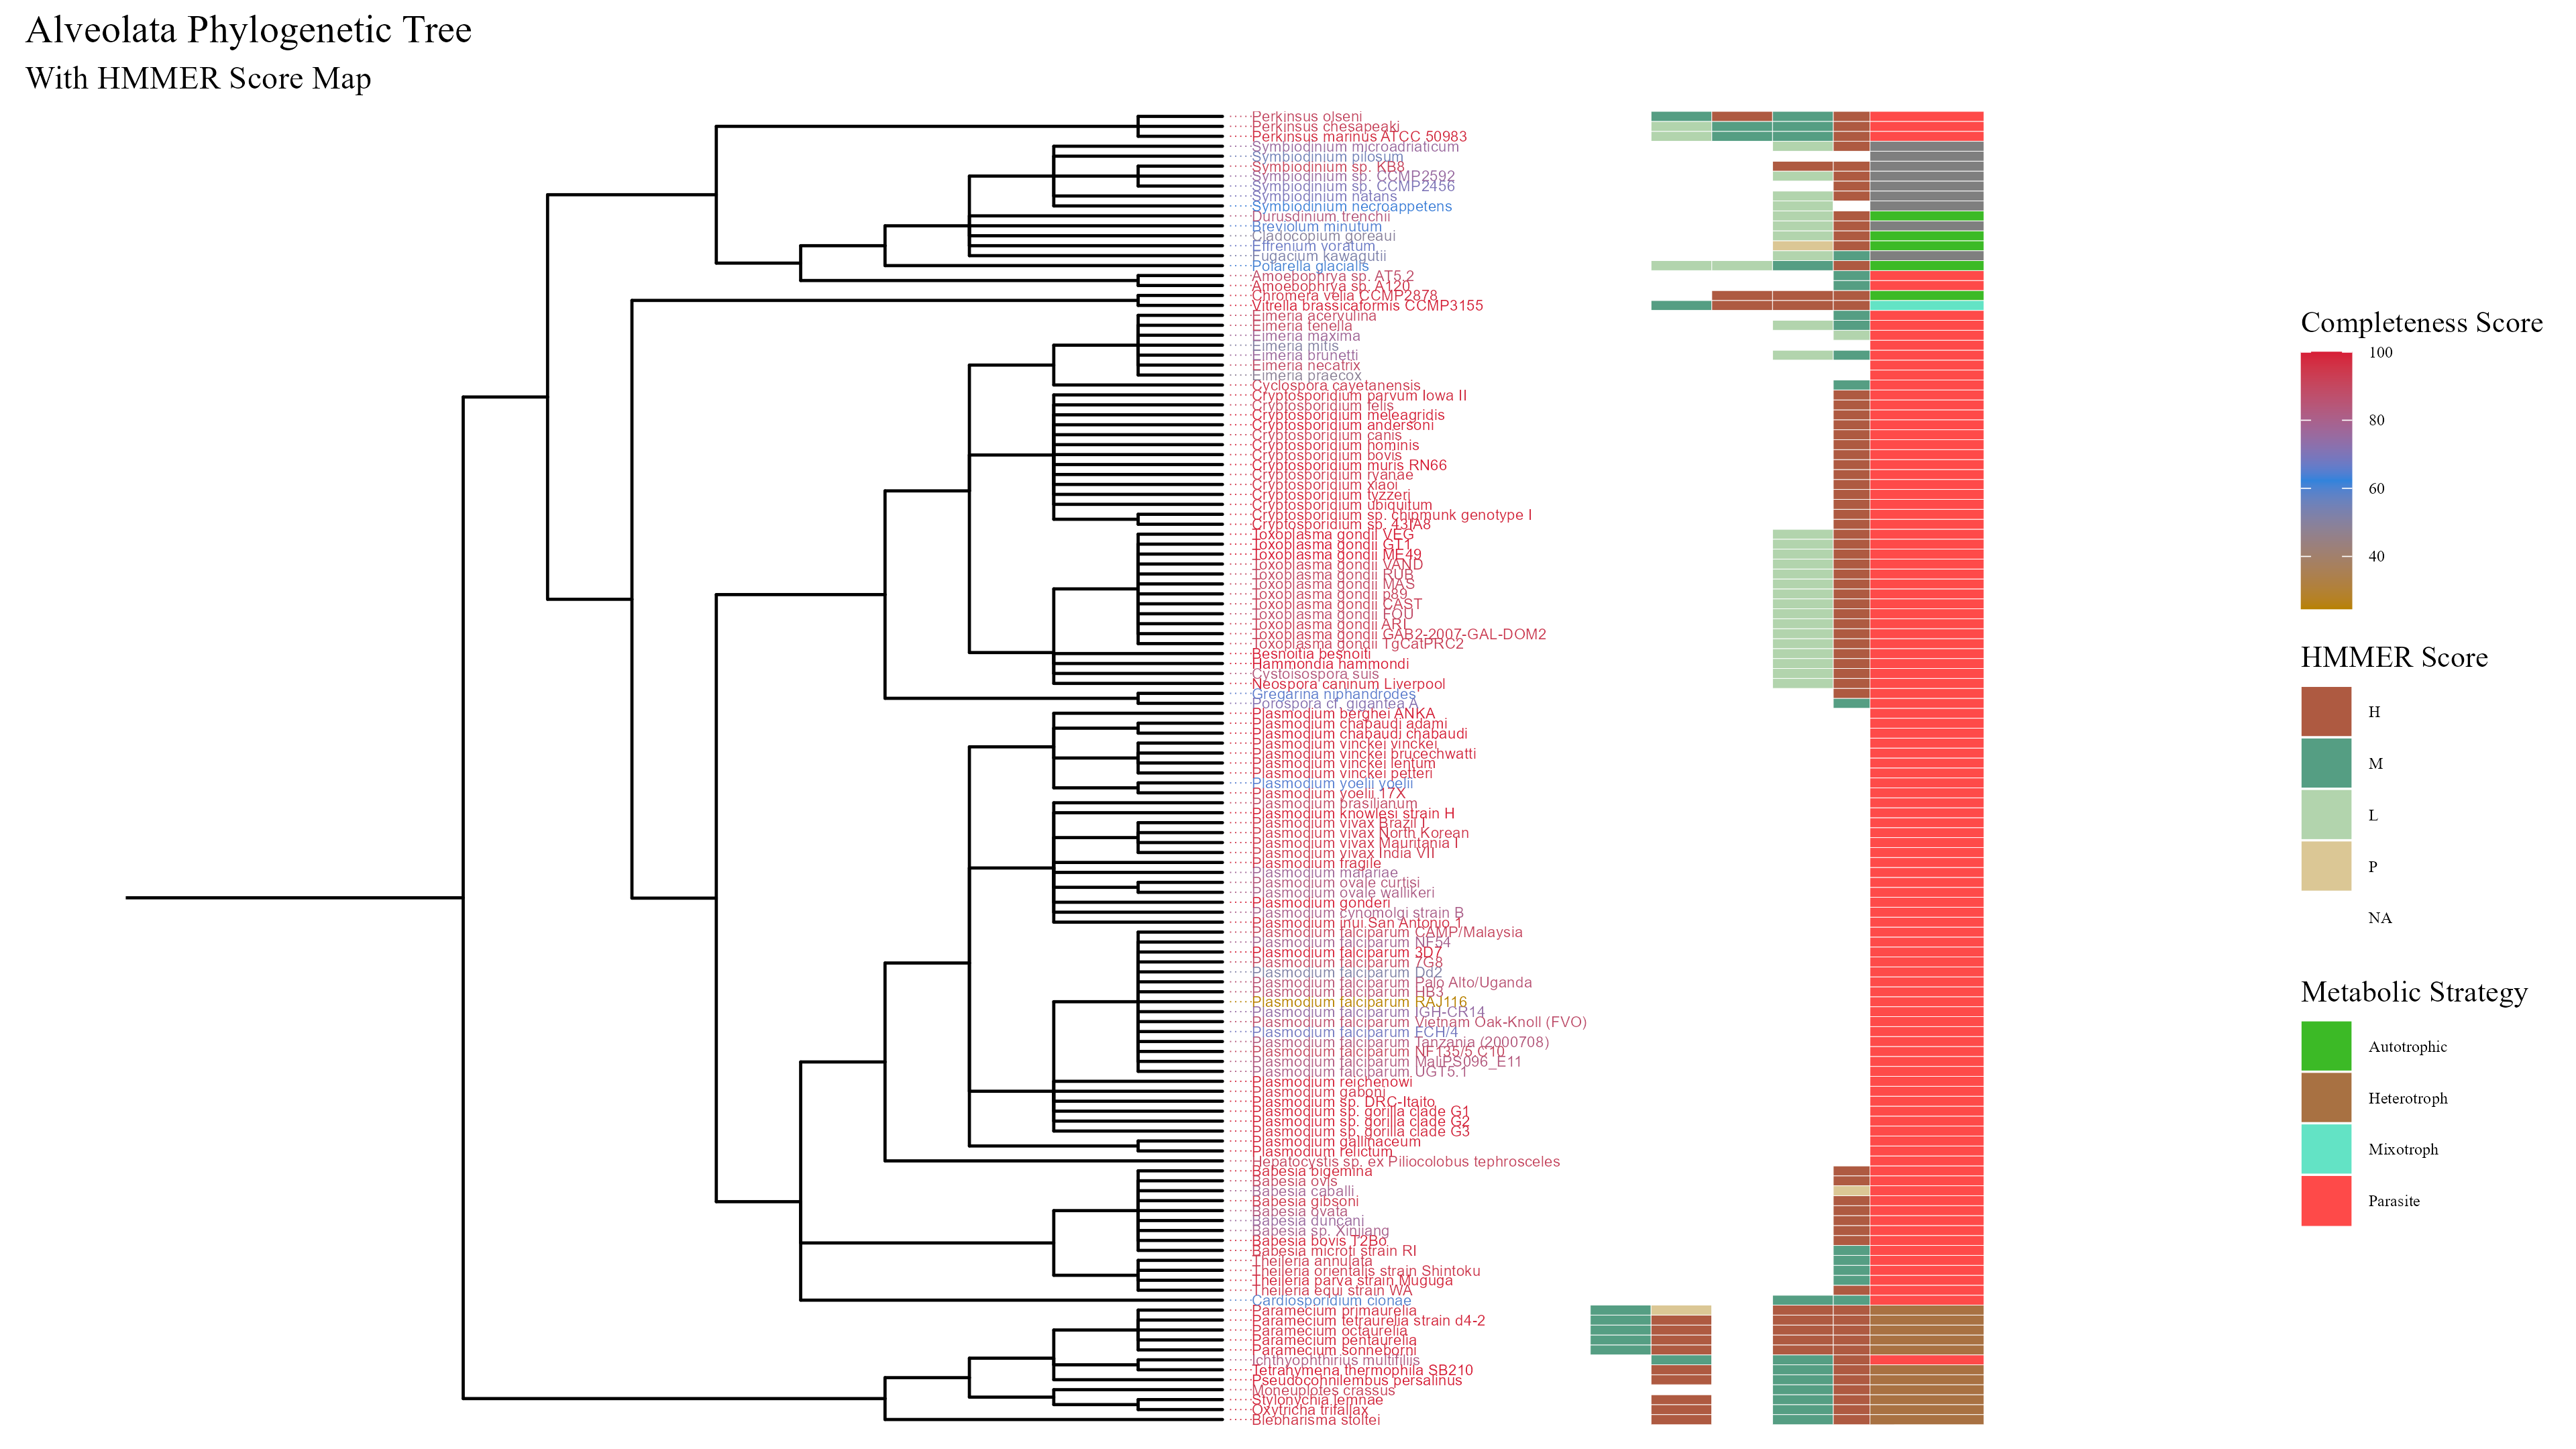 Alveolata Phylogenetic Tree
With HMMER Score Map
Perkinsus olseni
Perkinsus chesapeaki
Perkinsus marinus ATCC 50983
Symbiodinium microadriaticum
Symbiodinium pilosum
Symbiodinium sp. KB8
Symbiodinium sp. CCMP2592
Symbiodinium sp. CCMP2456
Symbiodinium natans
Symbiodinium necroappetens
Durusdinium trenchii
Breviolum minutum
Cladocopium goreaui
Effrenium voratum
Fugacium kawagutii
Polarella glacialis
Amoebophrya sp. AT5.2
Amoebophrya sp. A120
Chromera velia CCMP2878
Vitrella brassicaformis CCMP3155
Eimeria acervulina
Eimeria tenella
Eimeria maxima
Eimeria mitis
Eimeria brunetti
Eimeria necatrix
Eimeria praecox
Cyclospora cayetanensis
Cryptosporidium parvum Iowa II
Cryptosporidium felis
Cryptosporidium meleagridis
Cryptosporidium andersoni
Cryptosporidium canis
Cryptosporidium hominis
Cryptosporidium bovis
Cryptosporidium muris RN66
Cryptosporidium ryanae
Cryptosporidium xiaoi
Cryptosporidium tyzzeri
Cryptosporidium ubiquitum
Cryptosporidium sp. chipmunk genotype I
Cryptosporidium sp. 43IA8
Toxoplasma gondii VEG
Toxoplasma gondii GT1
Toxoplasma gondii ME49
Toxoplasma gondii VAND
Toxoplasma gondii RUB
Toxoplasma gondii MAS
Toxoplasma gondii p89
Toxoplasma gondii CAST
Toxoplasma gondii FOU
Toxoplasma gondii ARI
Toxoplasma gondii GAB2-2007-GAL-DOM2
Toxoplasma gondii TgCatPRC2
Besnoitia besnoiti
Hammondia hammondi
Cystoisospora suis
Neospora caninum Liverpool
Gregarina niphandrodes
Porospora cf. gigantea A
Plasmodium berghei ANKA
Plasmodium chabaudi adami
Plasmodium chabaudi chabaudi
Plasmodium vinckei vinckei
Plasmodium vinckei brucechwatti
Plasmodium vinckei lentum
Plasmodium vinckei petteri
Plasmodium yoelii yoelii
Plasmodium yoelii 17X
Plasmodium brasilianum
Plasmodium knowlesi strain H
Plasmodium vivax Brazil I
Plasmodium vivax North Korean
Plasmodium vivax Mauritania I
Plasmodium vivax India VII
Plasmodium fragile
Plasmodium malariae
Plasmodium ovale curtisi
Plasmodium ovale wallikeri
Plasmodium gonderi
Plasmodium cynomolgi strain B
Plasmodium inui San Antonio 1
Plasmodium falciparum CAMP/Malaysia
Plasmodium falciparum NF54
Plasmodium falciparum 3D7
Plasmodium falciparum 7G8
Plasmodium falciparum Dd2
Plasmodium falciparum Palo Alto/Uganda
Plasmodium falciparum HB3
Plasmodium falciparum RAJ116
Plasmodium falciparum IGH-CR14
Plasmodium falciparum Vietnam Oak-Knoll (FVO)
Plasmodium falciparum FCH/4
Plasmodium falciparum Tanzania (2000708)
Plasmodium falciparum NF135/5.C10
Plasmodium falciparum MaliPS096_E11
Plasmodium falciparum UGT5.1
Plasmodium reichenowi
Plasmodium gaboni
Plasmodium sp. DRC-Itaito
Plasmodium sp. gorilla clade G1
Plasmodium sp. gorilla clade G2
Plasmodium sp. gorilla clade G3
Plasmodium gallinaceum
Plasmodium relictum
Hepatocystis sp. ex Piliocolobus tephrosceles
Babesia bigemina
Babesia ovis
Babesia caballi
Babesia gibsoni
Babesia ovata
Babesia duncani
Babesia sp. Xinjiang
Babesia bovis T2Bo
Babesia microti strain RI
Theileria annulata
Theileria orientalis strain Shintoku
Theileria parva strain Muguga
Theileria equi strain WA
Cardiosporidium cionae
Paramecium primaurelia
Paramecium tetraurelia strain d4-2
Paramecium octaurelia
Paramecium pentaurelia
Paramecium sonneborni
Ichthyophthirius multifiliis
Tetrahymena thermophila SB210
Pseudocohnilembus persalinus
Moneuplotes crassus
Stylonychia lemnae
Oxytricha trifallax
Blepharisma stoltei
Completeness Score
100
80
60
40
HMMER Score
H
M
L
P
NA
Metabolic Strategy
Autotrophic
Heterotroph
Mixotroph
Parasite